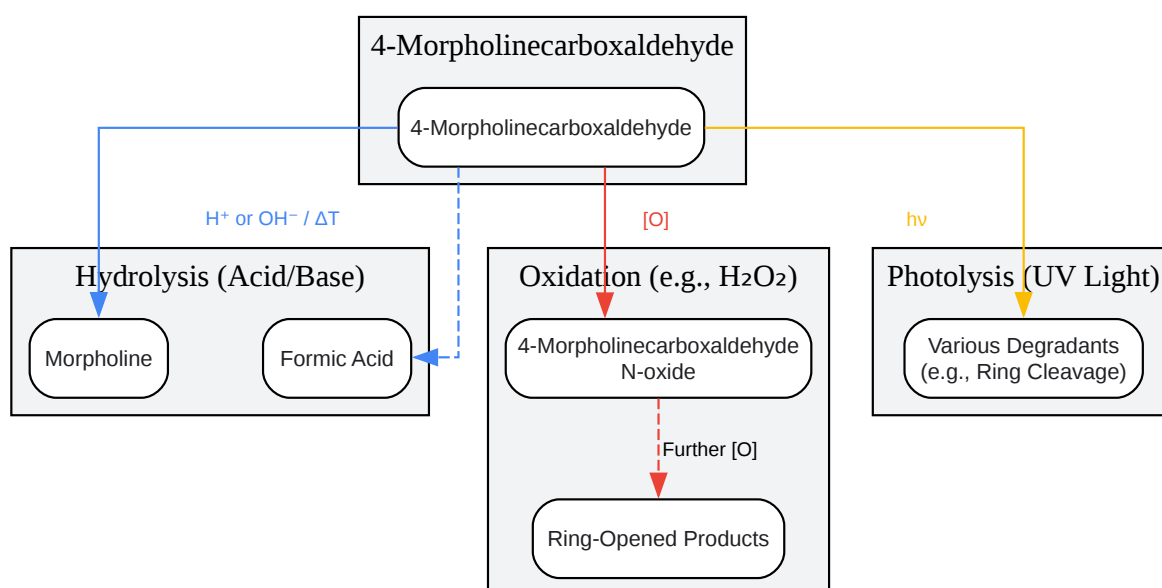 4-Morpholinecarboxaldehyde
4-Morpholinecarboxaldehyde
H⁺ or OH⁻ / ΔT
[O]
hν
Hydrolysis (Acid/Base)
Oxidation (e.g., H₂O₂)
Photolysis (UV Light)
Morpholine
Formic Acid
4-Morpholinecarboxaldehyde
N-oxide
Various Degradants
(e.g., Ring Cleavage)
Further [O]
Ring-Opened Products